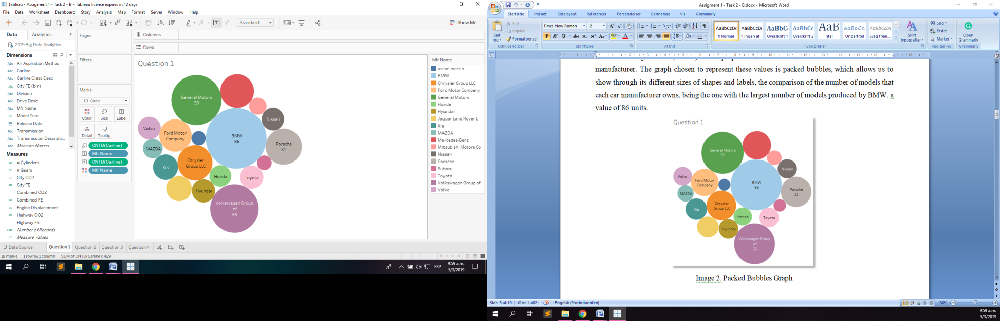 Tableau - Assigment 1 - Task 2 - B - Tableau license expires in 12 days
File Data Worksheet Dashboard Story Analysis Map Format Server Window Help
Standard
Show Me
Data Analytics
2019 Big Data Analytics -...
Dimensions
Abc Air Aspiration Method
Abc Carline
Abc Carline Class Desc
City FE (bin)
Abc Division
Abc Drive Desc
Abc Mfr Name
# Model Year
Release Date
Abc Transmission
Abc Transmission Descripti...
Abc Measure Names
Measures
# # Cylinders
# # Gears
# City CO2
# City FE
# Combined CO2
# Combined FE
# Engine Displacement
# Highway CO2
# Highway FE
Number of Records
# Measure Values
Pages
Filters
Marks
Circle
Color Size Label
Detail Tooltip
CNTD(Carline)
Mfr Name
CNTD(Carline)
Mfr Name
Columns
Rows
Question 1
General Motors
59
Nissan
Volvo
Ford Motor
Company
BMW
86
Porsche
31
MAZDA
Chrysler
Group LLC
Kia
Honda
Toyota
Hyundai
Volkswagen Group
of
55
Mfr Name
aston martin
BMW
Chrysler Group LLC
Ford Motor Company
General Motors
Honda
Hyundai
Jaguar Land Rover L
Kia
MAZDA
Mercedes-Benz
Mitsubishi Motors Co
Nissan
Porsche
Subaru
Toyota
Volkswagen Group of
Volvo
Data Source Question 1 Question 2 Question 3 Question 4
18 marks 1 row by 1 column SUM of CNTD(Carline): 429
ESP
9:59 a.m.
5/3/2019
Assigment 1 - Task 2 - B.docx - Microsoft Word
Startside Indsæt Sidelayout Referencer Forsendelser Gennemse Vis Grammarly
Sæt
ind
Klip
Kopier
Formatpensel
Udklipsholder
Times New Roman 12
F K U abe x₂ x² Aa
Skrifttype
Afsnit
AaBbCcDc AaBbCcDc AaBbC AaBbCc AaB AaBbCc. AaBbCcDc
¶ Normal ¶ Ingen af... Overskrift 1 Overskrift 2 Titel Undertitel Svag frem...
Skift
typografier
Typografier
Søg
Erstat
Marker
Redigering
Open
Grammarly
Grammarly
manufacturer. The graph chosen to represent these values is packed bubbles, which allows us to
show through its different sizes of shapes and labels, the comparison of the number of models that
each car manufacturer owns, being the one with the largest number of models produced by BMW. a
value of 86 units.
Question 1
General Motors
59
Nissan
Volvo
Ford Motor
Company
BMW
86
Porsche
31
MAZDA
Chrysler
Group LLC
Kia
Honda
Toyota
Hyundai
Volkswagen Group
of
55
Image 2. Packed Bubbles Graph
Side: 3 af 10 Ord: 1.482 Engelsk (Storbritannien)
130%
9:59 a.m.
5/3/2019